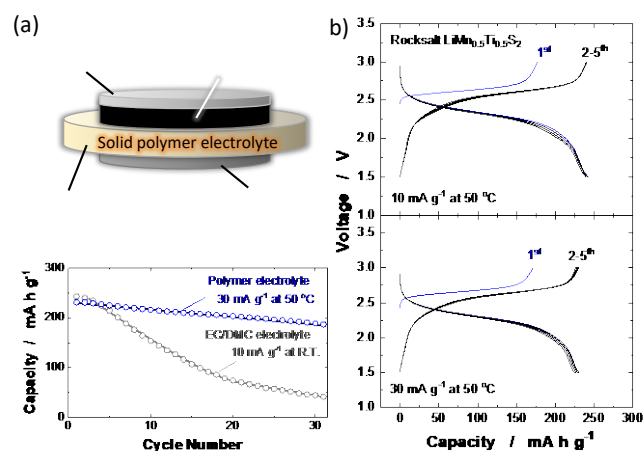 (a)
Solid polymer electrolyte
300
200
100
0
0
10
20
30
Capacity / mA h g-1
Cycle Number
Polymer electrolyte
30 mA g-1 at 50 oC
EC/DMC electrolyte
10 mA g-1 at R.T.
(b)
3.5
3.0
2.5
2.0
1.5
1.0
Rocksalt LiMn0.5Ti0.5S2
1st
2-5th
10 mA g-1 at 50 oC
Voltage / V
3.5
3.0
2.5
2.0
1.5
1.0
1st
2-5th
30 mA g-1 at 50 oC
0
50
100
150
200
250
300
Capacity / mA h g-1